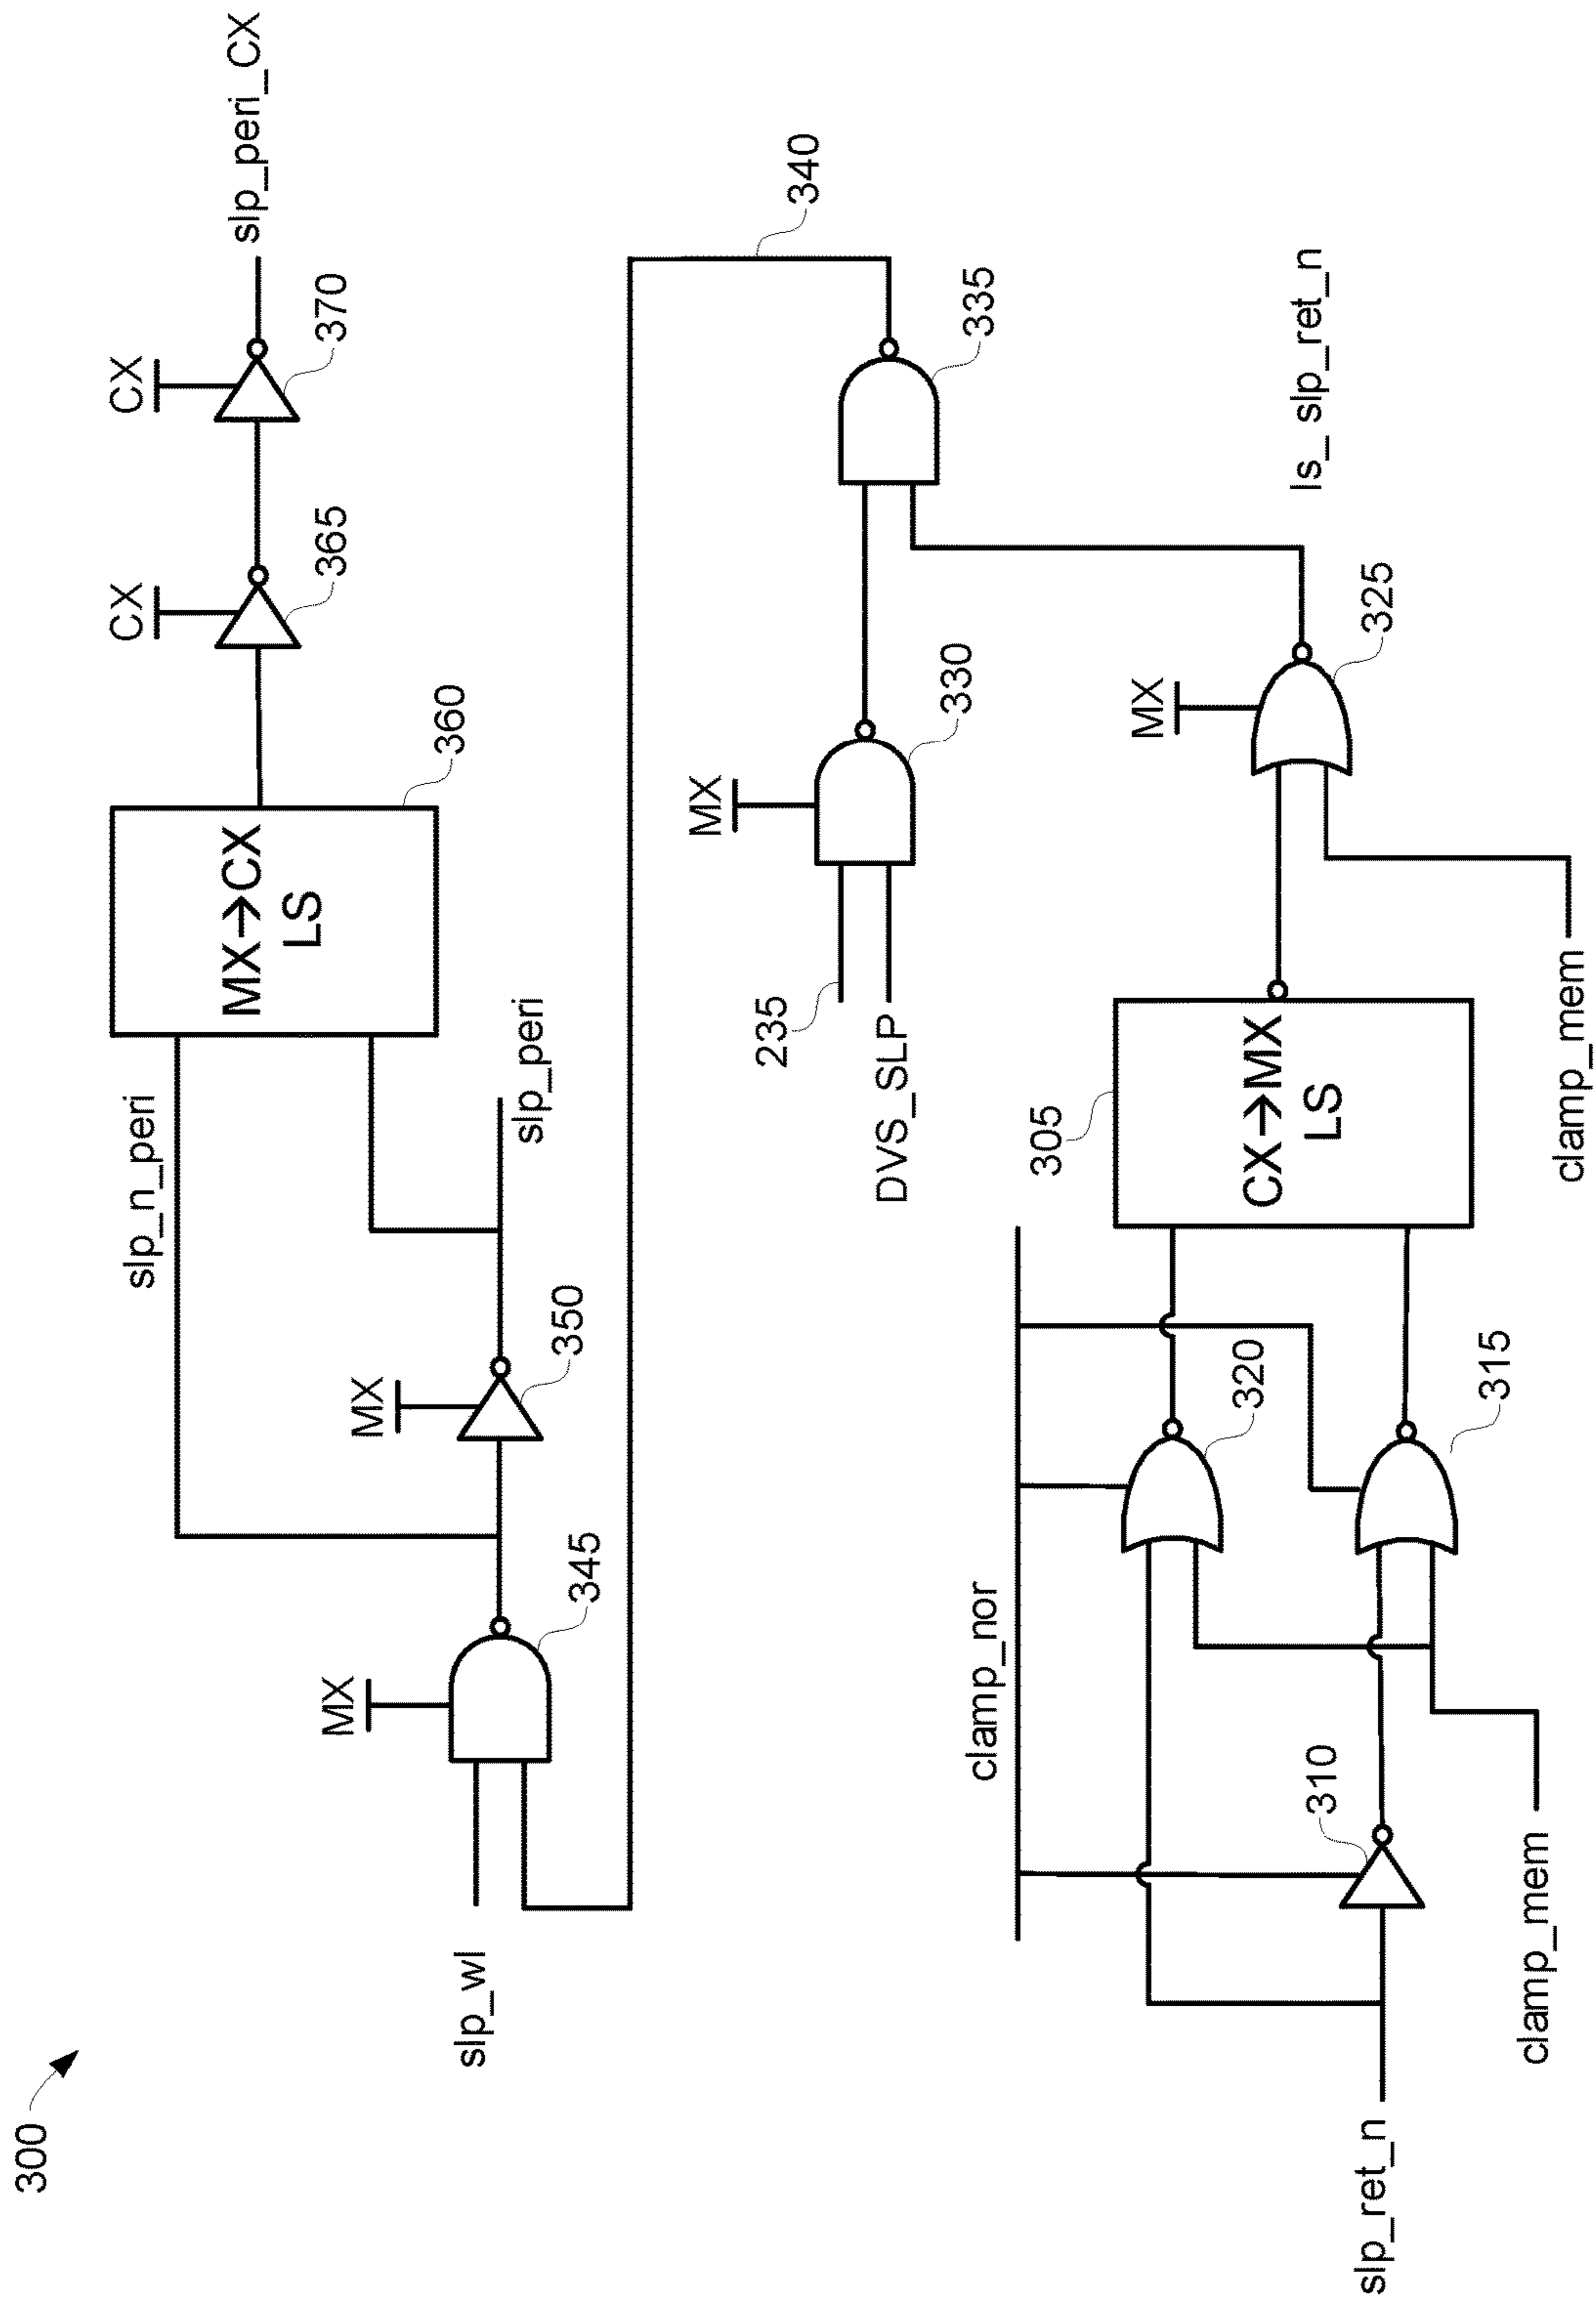 300
slp_wl
MX
345
MX
350
slp_n_peri
slp_peri
MX→CX
LS
360
CX
365
CX
370
slp_peri_CX
340
235
DVS_SLP
MX
330
335
clamp_nor
slp_ret_n
310
clamp_mem
320
315
305
CX→MX
LS
clamp_mem
MX
325
ls_ slp_ret_n